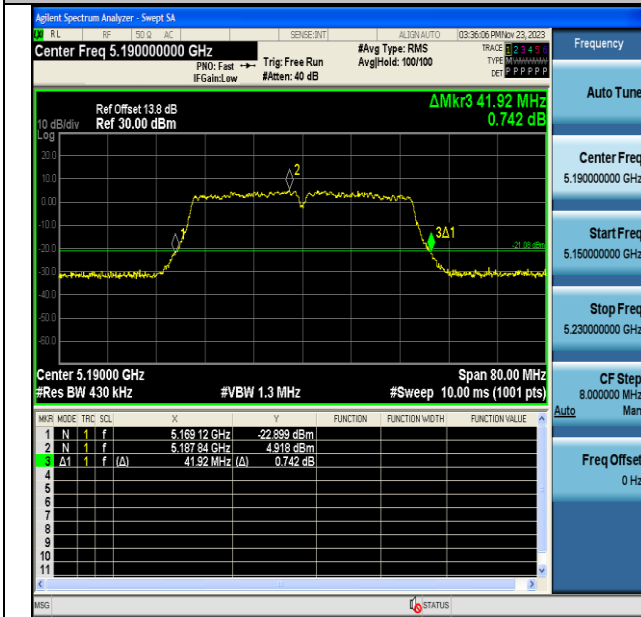 Agilent Spectrum Analyzer - Swept SA
RL RF 50 Ω AC SENSE:INT ALIGN AUTO 03:36:06 PM Nov 23, 2023
Center Freq 5.190000000 GHz
PNO: Fast
IFGain:Low
Trig: Free Run
#Atten: 40 dB
#Avg Type: RMS
Avg|Hold: 100/100
TRACE 1 2 3 4 5 6
TYPE M W W W W W
DET P P P P P P
ΔMkr3 41.92 MHz
0.742 dB
Ref Offset 13.8 dB
10 dB/div Ref 30.00 dBm
Log
20.0
10.0
0.00
-10.0
-20.0
-30.0
-40.0
-50.0
-60.0
2
1
3Δ1
-21.08 dBm
Center 5.19000 GHz Span 80.00 MHz
#Res BW 430 kHz #VBW 1.3 MHz #Sweep 10.00 ms (1001 pts)
MKR MODE TRC SCL X Y FUNCTION FUNCTION WIDTH FUNCTION VALUE
1 N 1 f 5.169 12 GHz -22.899 dBm
2 N 1 f 5.187 84 GHz 4.918 dBm
3 Δ1 1 f (Δ) 41.92 MHz (Δ) 0.742 dB
4
5
6
7
8
9
10
11
MSG STATUS
Frequency
Auto Tune
Center Freq
5.190000000 GHz
Start Freq
5.150000000 GHz
Stop Freq
5.230000000 GHz
CF Step
8.000000 MHz
Auto Man
Freq Offset
0 Hz